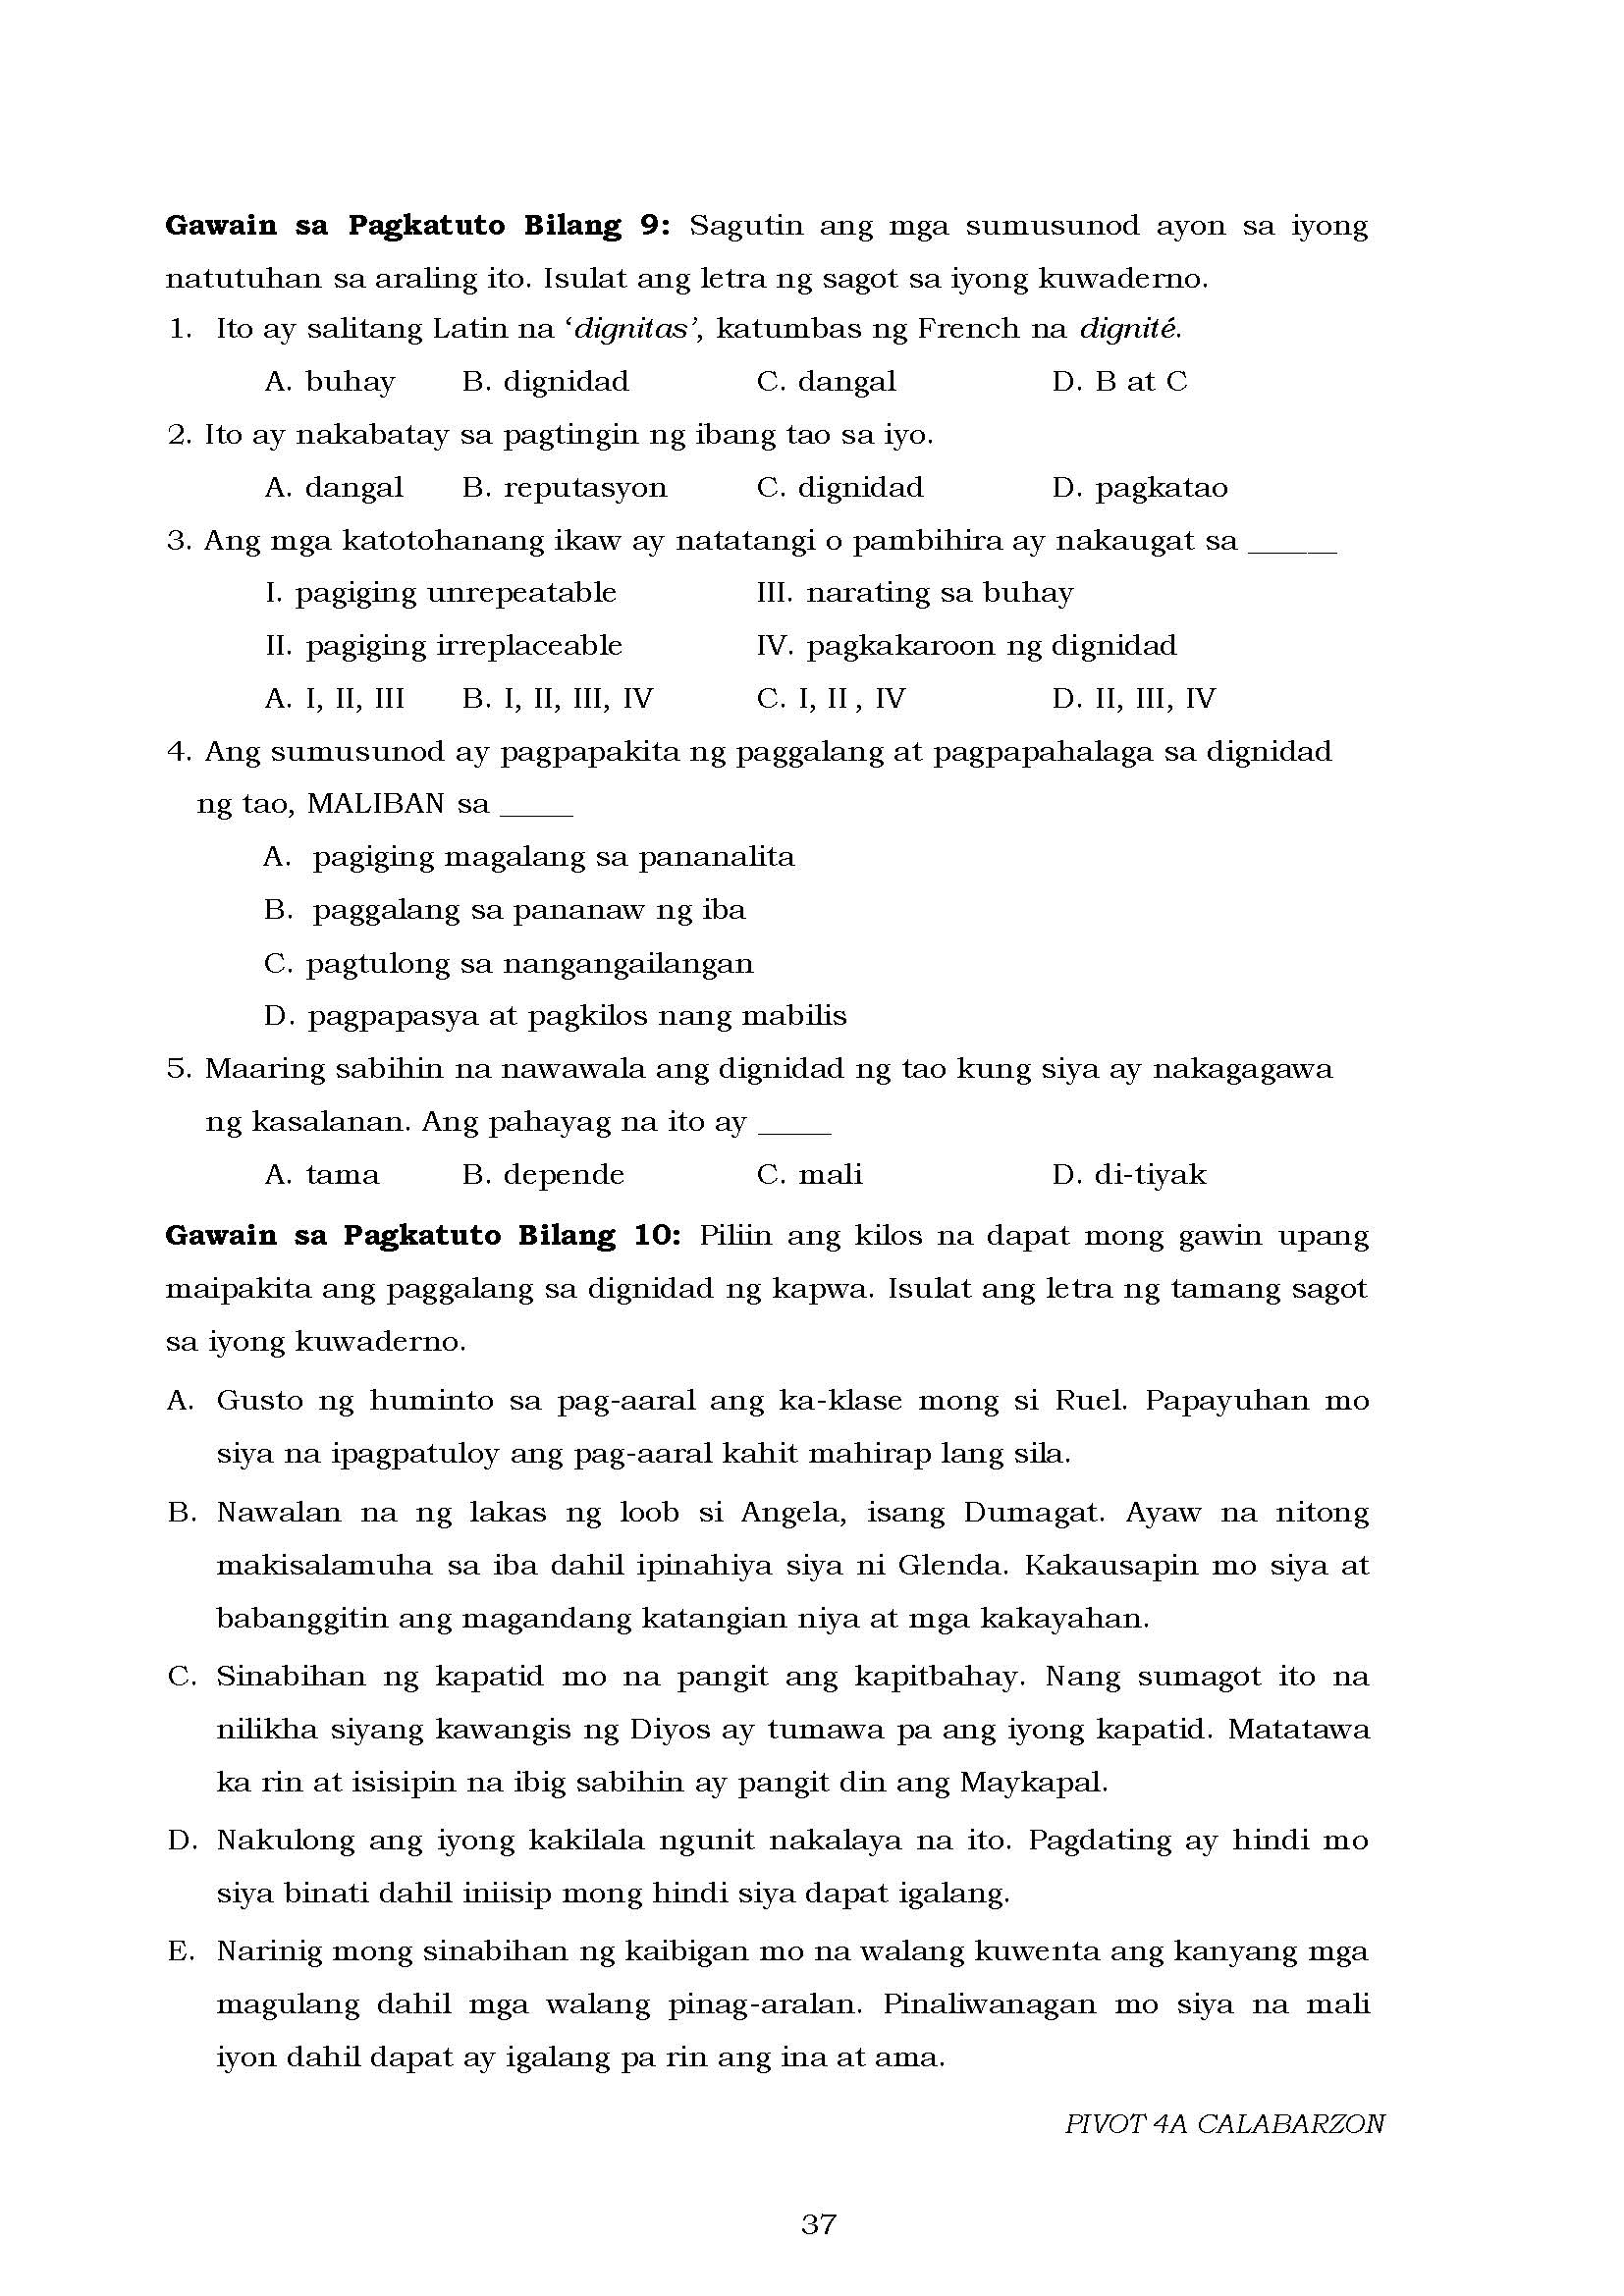 Gawain sa Pagkatuto Bilang 9: Sagutin ang mga sumusunod ayon sa iyong
natutuhan sa araling ito. Isulat ang letra ng sagot sa iyong kuwaderno.
1. Ito ay salitang Latin na ‘dignitas’, katumbas ng French na dignité.
A. buhay B. dignidad C. dangal D. B at C
2. Ito ay nakabatay sa pagtingin ng ibang tao sa iyo.
A. dangal B. reputasyon C. dignidad D. pagkatao
3. Ang mga katotohanang ikaw ay natatangi o pambihira ay nakaugat sa ______
I. pagiging unrepeatable III. narating sa buhay
II. pagiging irreplaceable IV. pagkakaroon ng dignidad
A. I, II, III B. I, II, III, IV C. I, II , IV D. II, III, IV
4. Ang sumusunod ay pagpapakita ng paggalang at pagpapahalaga sa dignidad
ng tao, MALIBAN sa _____
A. pagiging magalang sa pananalita
B. paggalang sa pananaw ng iba
C. pagtulong sa nangangailangan
D. pagpapasya at pagkilos nang mabilis
5. Maaring sabihin na nawawala ang dignidad ng tao kung siya ay nakagagawa
ng kasalanan. Ang pahayag na ito ay _____
A. tama B. depende C. mali D. di-tiyak
Gawain sa Pagkatuto Bilang 10: Piliin ang kilos na dapat mong gawin upang
maipakita ang paggalang sa dignidad ng kapwa. Isulat ang letra ng tamang sagot
sa iyong kuwaderno.
A. Gusto ng huminto sa pag-aaral ang ka-klase mong si Ruel. Papayuhan mo
siya na ipagpatuloy ang pag-aaral kahit mahirap lang sila.
B. Nawalan na ng lakas ng loob si Angela, isang Dumagat. Ayaw na nitong
makisalamuha sa iba dahil ipinahiya siya ni Glenda. Kakausapin mo siya at
babanggitin ang magandang katangian niya at mga kakayahan.
C. Sinabihan ng kapatid mo na pangit ang kapitbahay. Nang sumagot ito na
nilikha siyang kawangis ng Diyos ay tumawa pa ang iyong kapatid. Matatawa
ka rin at isisipin na ibig sabihin ay pangit din ang Maykapal.
D. Nakulong ang iyong kakilala ngunit nakalaya na ito. Pagdating ay hindi mo
siya binati dahil iniisip mong hindi siya dapat igalang.
E. Narinig mong sinabihan ng kaibigan mo na walang kuwenta ang kanyang mga
magulang dahil mga walang pinag-aralan. Pinaliwanagan mo siya na mali
iyon dahil dapat ay igalang pa rin ang ina at ama.
PIVOT 4A CALABARZON
37